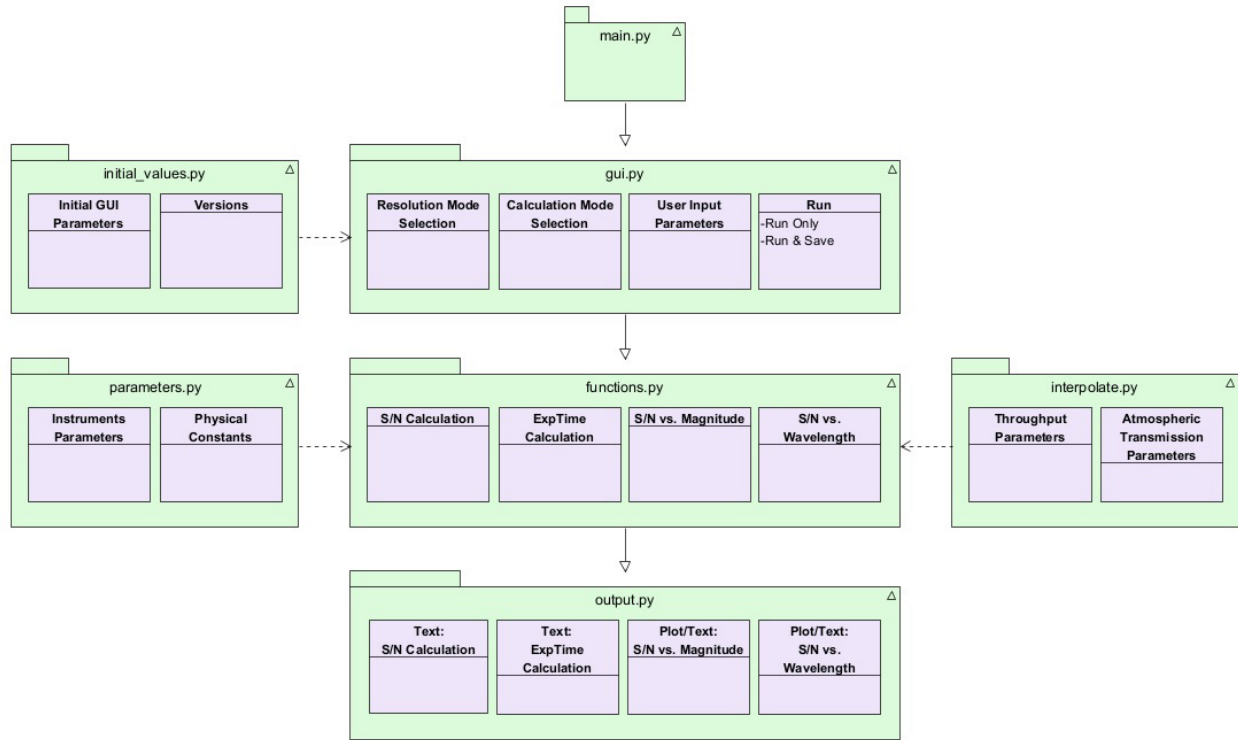 main.py
initial_values.py
Initial GUI
Parameters
Versions
gui.py
Resolution Mode
Selection
Calculation Mode
Selection
User Input
Parameters
Run
-Run Only
-Run & Save
parameters.py
Instruments
Parameters
Physical
Constants
functions.py
S/N Calculation
ExpTime
Calculation
S/N vs. Magnitude
S/N vs.
Wavelength
interpolate.py
Throughput
Parameters
Atmospheric
Transmission
Parameters
output.py
Text:
S/N Calculation
Text:
ExpTime
Calculation
Plot/Text:
S/N vs. Magnitude
Plot/Text:
S/N vs.
Wavelength